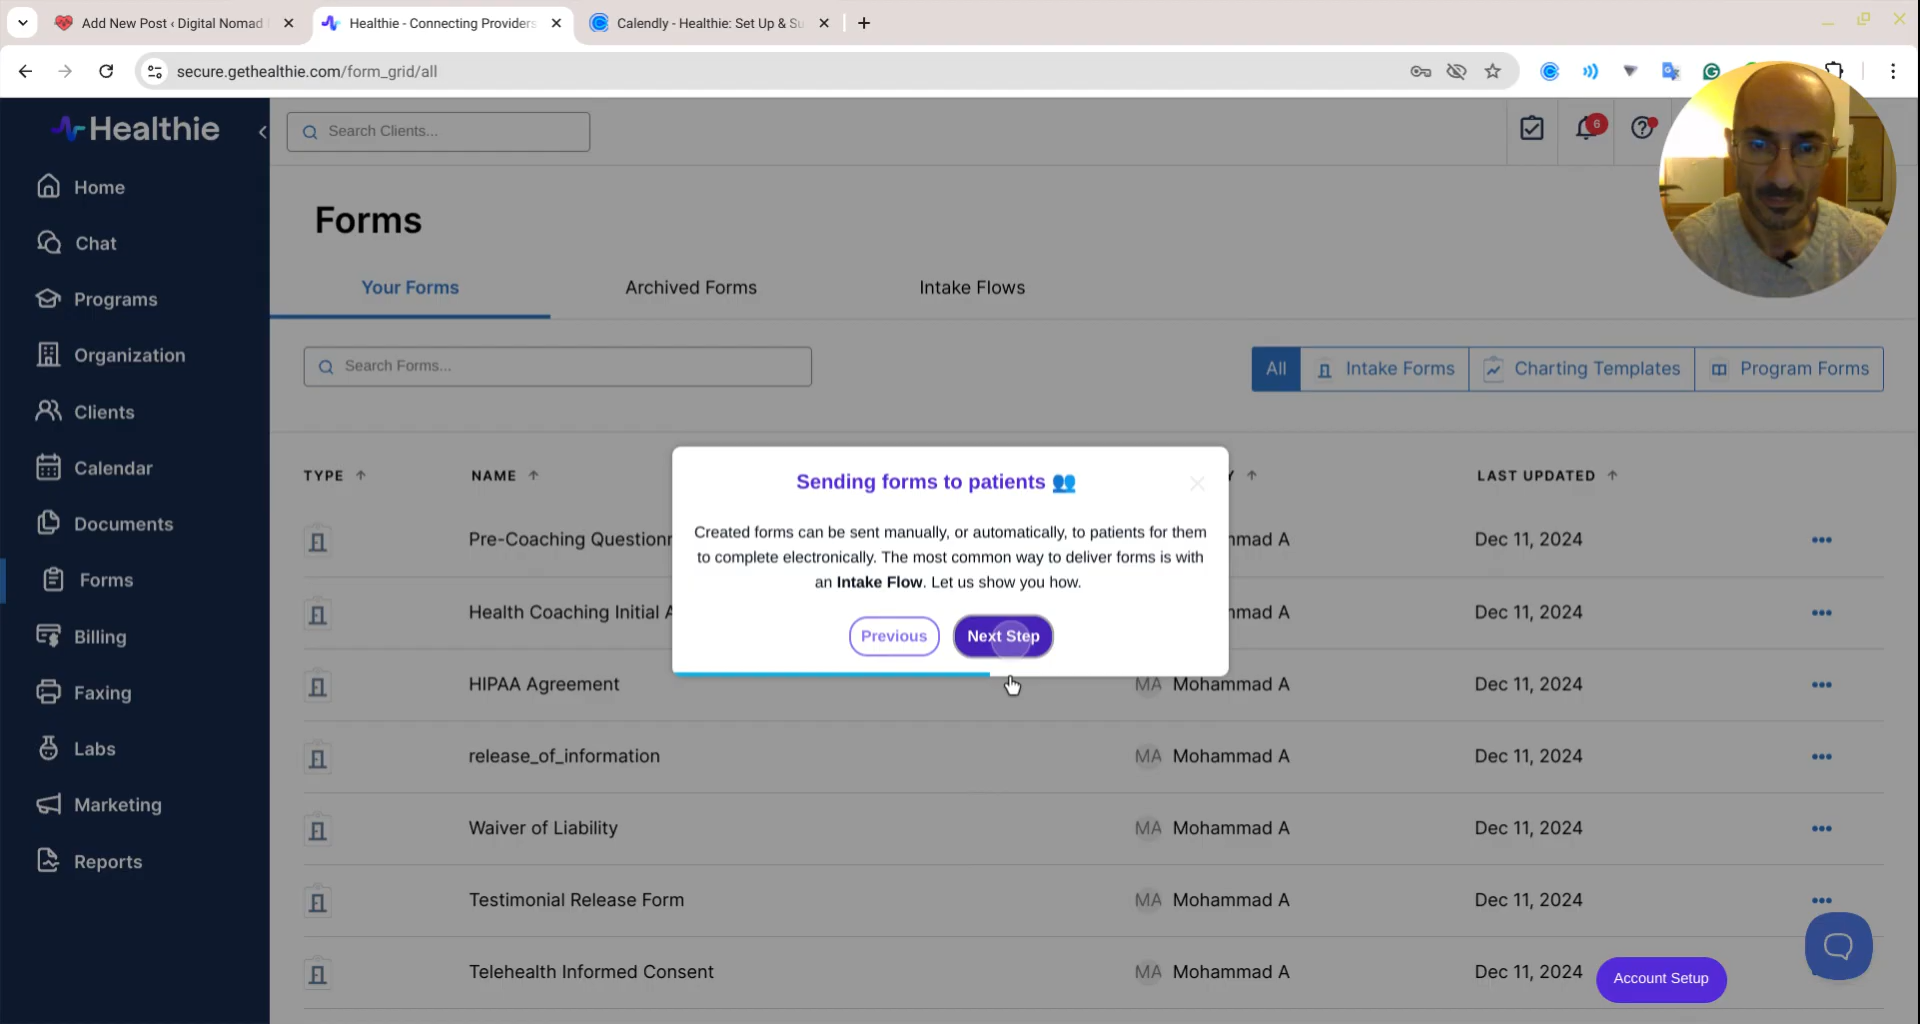 Add New Post ‹ Digital Nomad
Healthie - Connecting Providers
Calendly - Healthie: Set Up & Su
secure.gethealthie.com/form_grid/all
Healthie
Search Clients...
6
Home
Chat
Programs
Organization
Clients
Calendar
Documents
Forms
Billing
Faxing
Labs
Marketing
Reports
Forms
Your Forms
Archived Forms
Intake Flows
Search Forms...
All
Intake Forms
Charting Templates
Program Forms
TYPE
NAME
Y
LAST UPDATED
Pre-Coaching Questionn
mmad A
Dec 11, 2024
Health Coaching Initial A
mmad A
Dec 11, 2024
HIPAA Agreement
MA Mohammad A
Dec 11, 2024
release_of_information
MA Mohammad A
Dec 11, 2024
Waiver of Liability
MA Mohammad A
Dec 11, 2024
Testimonial Release Form
MA Mohammad A
Dec 11, 2024
Telehealth Informed Consent
MA Mohammad A
Dec 11, 2024
Sending forms to patients
Created forms can be sent manually, or automatically, to patients for them
to complete electronically. The most common way to deliver forms is with
an Intake Flow. Let us show you how.
Previous
Next Step
Account Setup